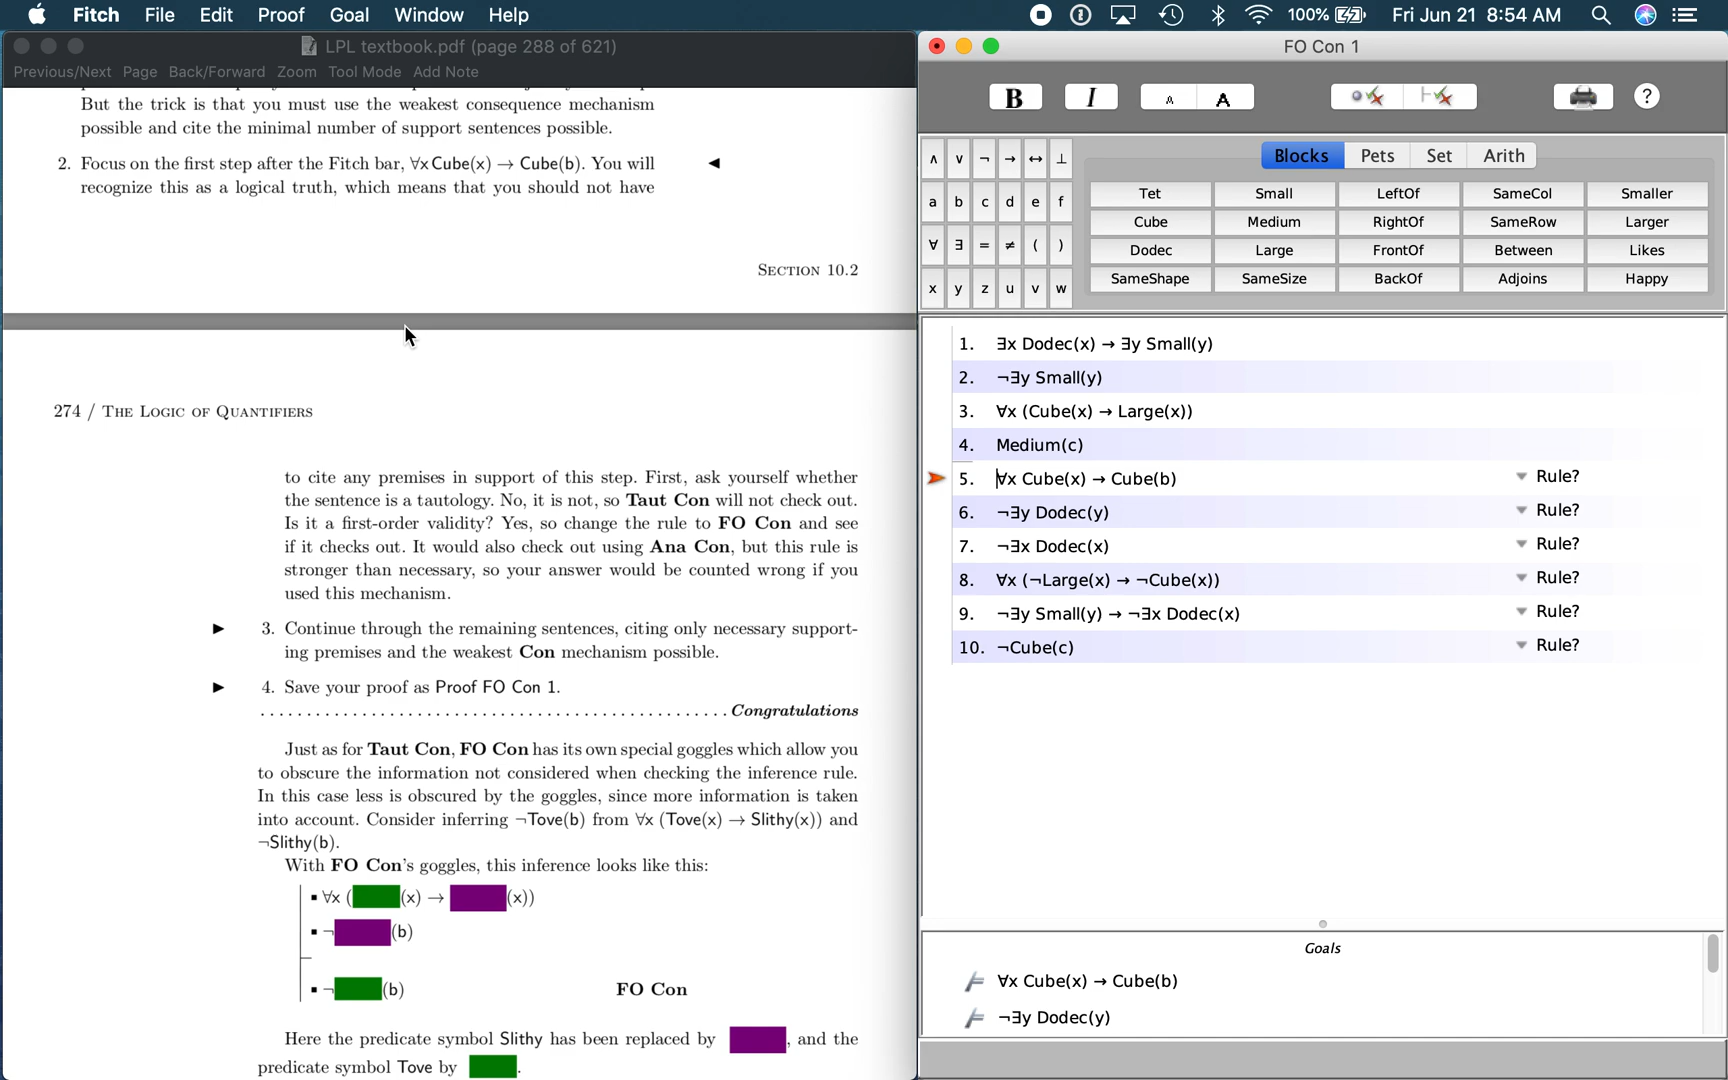 Fitch File Edit Proof Goal Window Help 100% Fri Jun 21 8:54 AM
LPL textbook.pdf (page 288 of 621)
Previous/Next Page Back/Forward Zoom Tool Mode Add Note
But the trick is that you must use the weakest consequence mechanism
possible and cite the minimal number of support sentences possible.
2. Focus on the first step after the Fitch bar, ∀x Cube(x) → Cube(b). You will
recognize this as a logical truth, which means that you should not have
Section 10.2
274 / The Logic of Quantifiers
to cite any premises in support of this step. First, ask yourself whether
the sentence is a tautology. No, it is not, so Taut Con will not check out.
Is it a first-order validity? Yes, so change the rule to FO Con and see
if it checks out. It would also check out using Ana Con, but this rule is
stronger than necessary, so your answer would be counted wrong if you
used this mechanism.
3. Continue through the remaining sentences, citing only necessary support-
ing premises and the weakest Con mechanism possible.
4. Save your proof as Proof FO Con 1.
. . . . . . . . . . . . . . . . . . . . . . . . . . . . . . . . . . . . . . . . . . . . . . . . . Congratulations
Just as for Taut Con, FO Con has its own special goggles which allow you
to obscure the information not considered when checking the inference rule.
In this case less is obscured by the goggles, since more information is taken
into account. Consider inferring ¬Tove(b) from ∀x (Tove(x) → Slithy(x)) and
¬Slithy(b).
With FO Con's goggles, this inference looks like this:
∀x ( (x) → (x))
¬ (b)
¬ (b) FO Con
Here the predicate symbol Slithy has been replaced by , and the
predicate symbol Tove by .
FO Con 1
B I A A ?
∧ ∨ ¬ → ↔ ⊥
a b c d e f
∀ ∃ = ≠ ( )
x y z u v w
Blocks Pets Set Arith
Tet Small LeftOf SameCol Smaller
Cube Medium RightOf SameRow Larger
Dodec Large FrontOf Between Likes
SameShape SameSize BackOf Adjoins Happy
1. ∃x Dodec(x) → ∃y Small(y)
2. ¬∃y Small(y)
3. ∀x (Cube(x) → Large(x))
4. Medium(c)
5. ∀x Cube(x) → Cube(b) Rule?
6. ¬∃y Dodec(y) Rule?
7. ¬∃x Dodec(x) Rule?
8. ∀x (¬Large(x) → ¬Cube(x)) Rule?
9. ¬∃y Small(y) → ¬∃x Dodec(x) Rule?
10. ¬Cube(c) Rule?
Goals
∀x Cube(x) → Cube(b)
¬∃y Dodec(y)